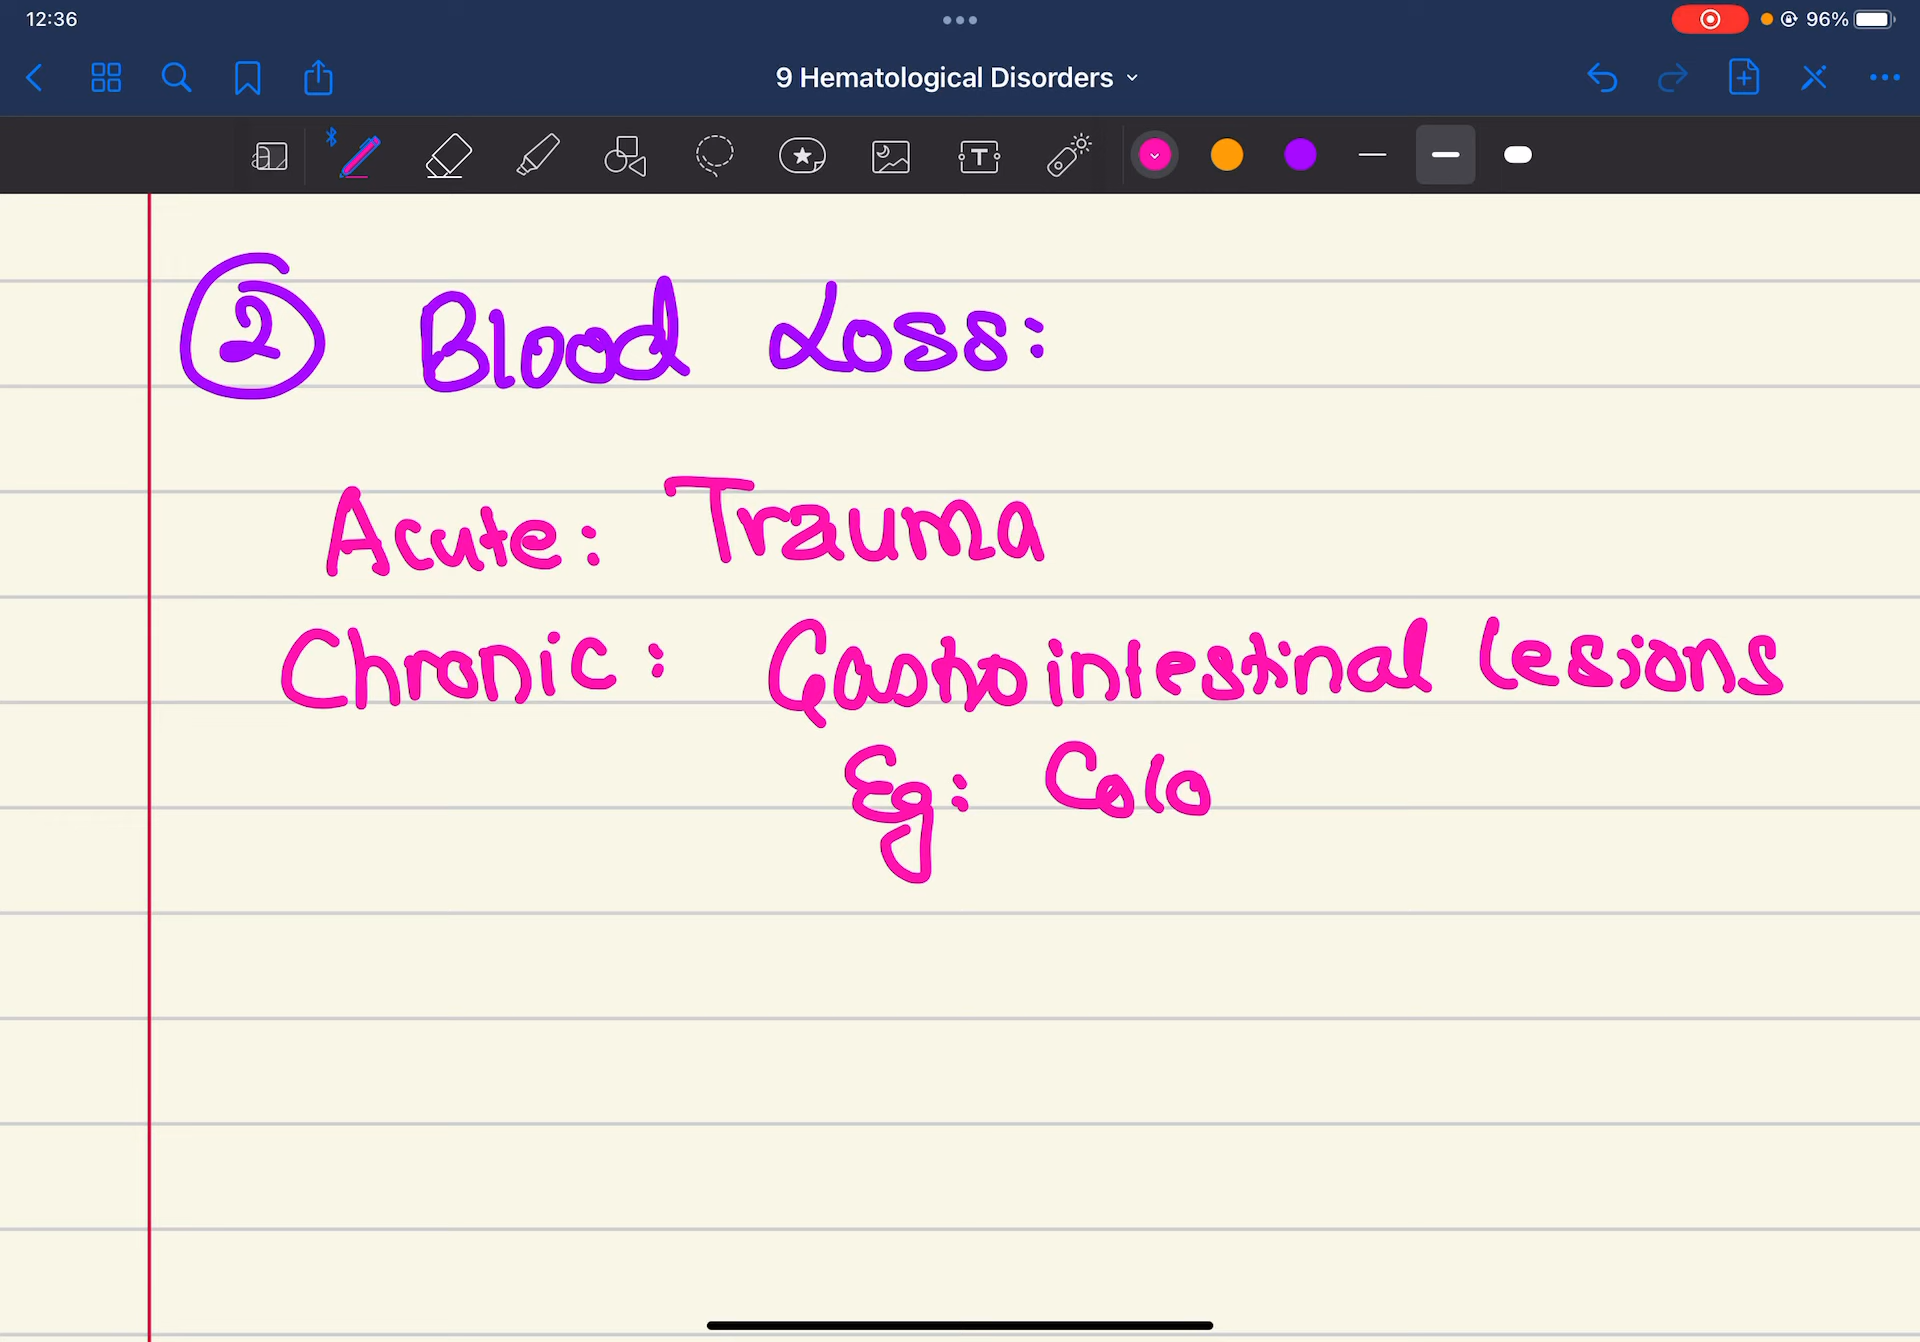 12:36
96%
9 Hematological Disorders
T
2 Blood Loss:
Acute: Trauma
Chronic: Gastrointestinal lesions
Eg: Colo